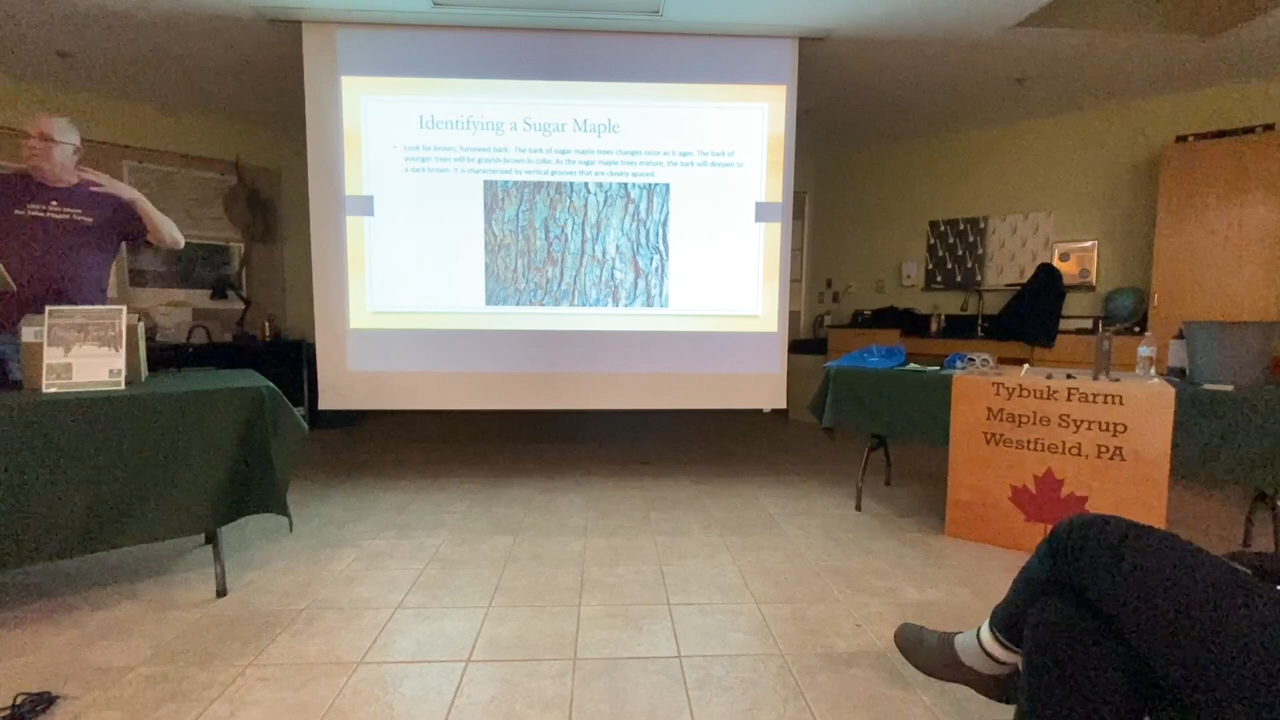 Identifying a Sugar Maple
• Look for brown, furrowed bark! The bark of sugar maple trees changes color as it ages. The bark of
younger trees will be grayish-brown in color. As the sugar maple trees mature, the bark will deepen to
a dark brown. It is characterized by vertical grooves that are closely spaced.
Tybuk Farm
Maple Syrup
Westfield, PA